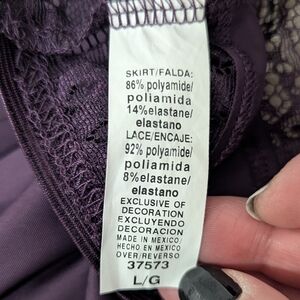 SKIRT/FALDA:
86% polyamide/
poliamida
14%elastane/
elastano
LACE/ENCAJE:
92% polyamide/
poliamida
8%elastane/
elastano
EXCLUSIVE OF
DECORATION
EXCLUYENDO
DECORACION
MADE IN MEXICO/
HECHO EN MEXICO
OVER/REVERSO
37573
L/G